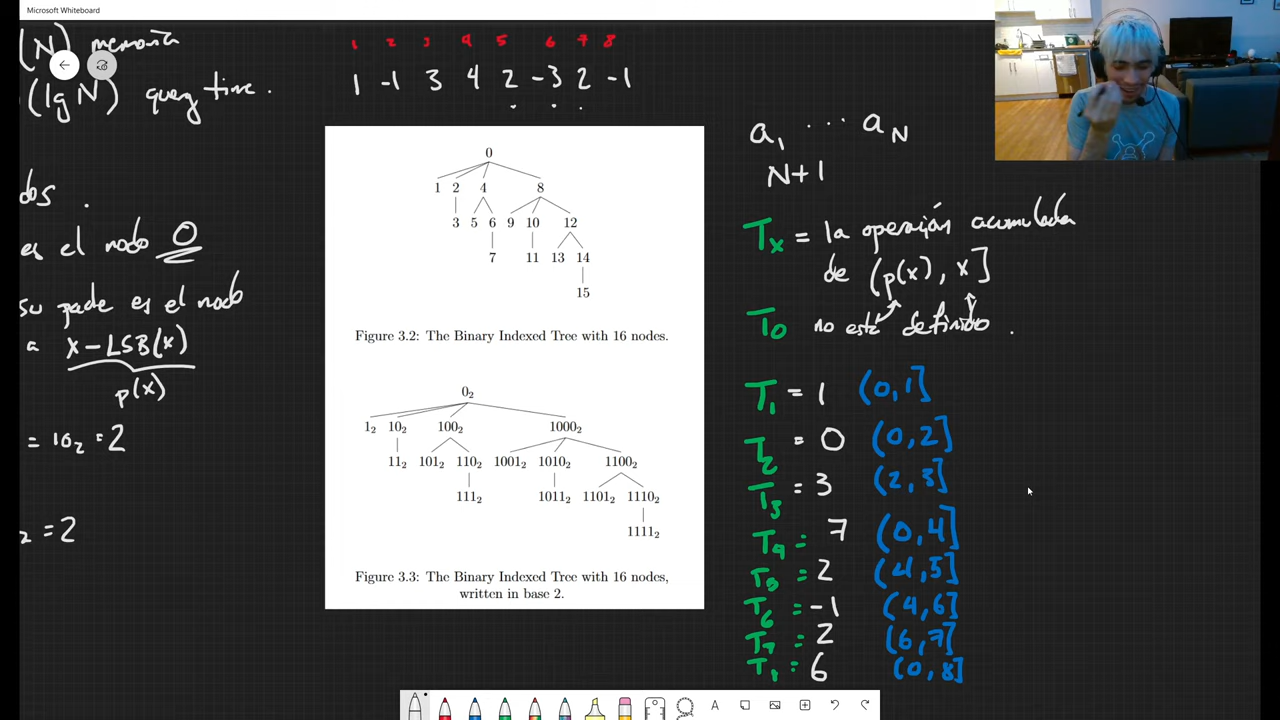 Microsoft Whiteboard
(N) memoria
(lgN) query time.
dos .
es el nodo 0
su padre es el nodo
a x - LSB(x)
p(x)
= 10₂ = 2
₂ = 2
1 2 3 4 5 6 7 8
1 -1 3 4 2 -3 2 -1
0
1 2 4 8
3 5 6 9 10 12
7 11 13 14
15
Figure 3.2: The Binary Indexed Tree with 16 nodes.
0₂
1₂ 10₂ 100₂ 1000₂
11₂ 101₂ 110₂ 1001₂ 1010₂ 1100₂
111₂ 1011₂ 1101₂ 1110₂
1111₂
Figure 3.3: The Binary Indexed Tree with 16 nodes,
written in base 2.
a₁ ... a_N
N+1
Tₓ = la operación acumulada
de (p(x), x]
T₀ no está definido .
T₁ = 1 (0,1]
T₂ = 0 (0,2]
T₃ = 3 (2,3]
T₄ = 7 (0,4]
T₅ = 2 (4,5]
T₆ = -1 (4,6]
T₇ = 2 (6,7]
T₈ = 6 (0,8]
A